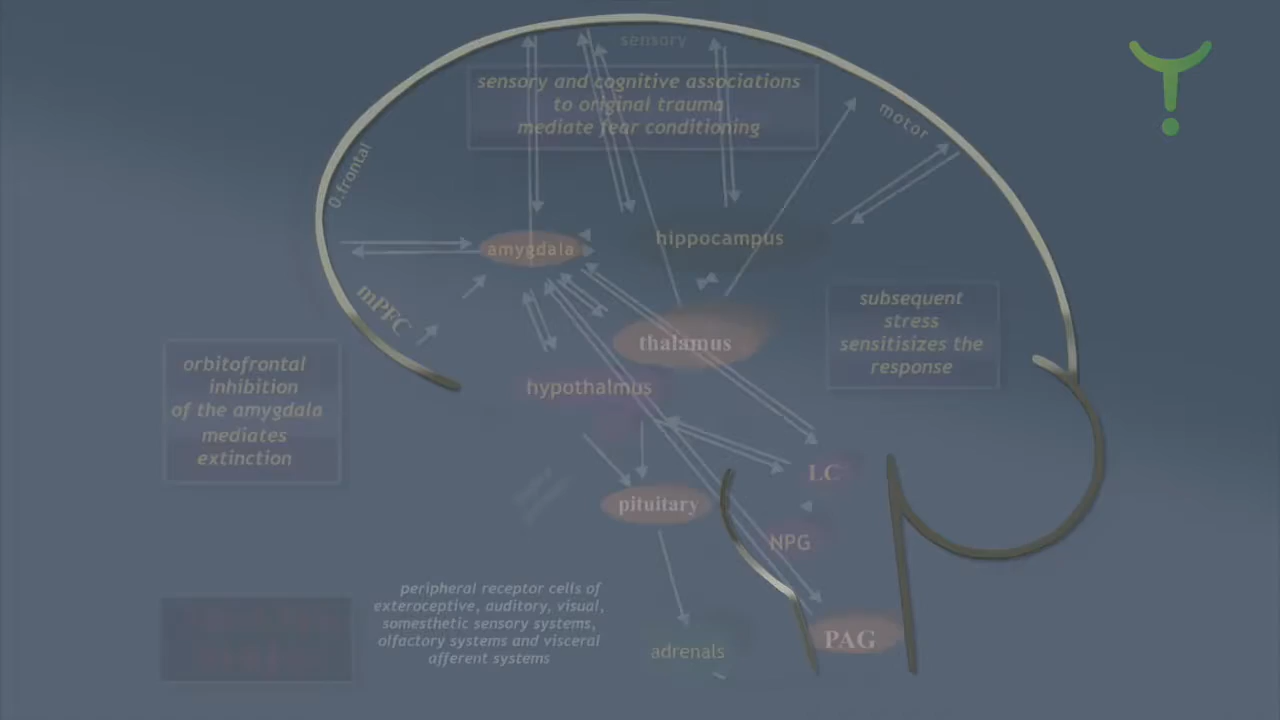 sensory
sensory and cognitive associations
to original trauma
mediate fear conditioning
motor
0.frontal
amygdala
hippocampus
mPFC
thalamus
subsequent
stress
sensitisizes the
response
orbitofrontal
inhibition
of the amygdala
mediates
extinction
hypothalmus
LC
pituitary
NPG
peripheral receptor cells of
exteroceptive, auditory, visual,
somesthetic sensory systems,
olfactory systems and visceral
afferent systems
adrenals
PAG